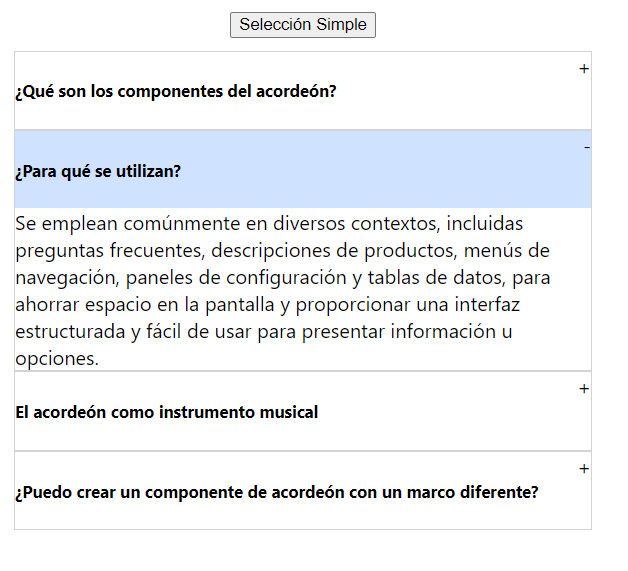 Selección Simple
+
¿Qué son los componentes del acordeón?
-
¿Para qué se utilizan?
Se emplean comúnmente en diversos contextos, incluidas
preguntas frecuentes, descripciones de productos, menús de
navegación, paneles de configuración y tablas de datos, para
ahorrar espacio en la pantalla y proporcionar una interfaz
estructurada y fácil de usar para presentar información u
opciones.
+
El acordeón como instrumento musical
+
¿Puedo crear un componente de acordeón con un marco diferente?